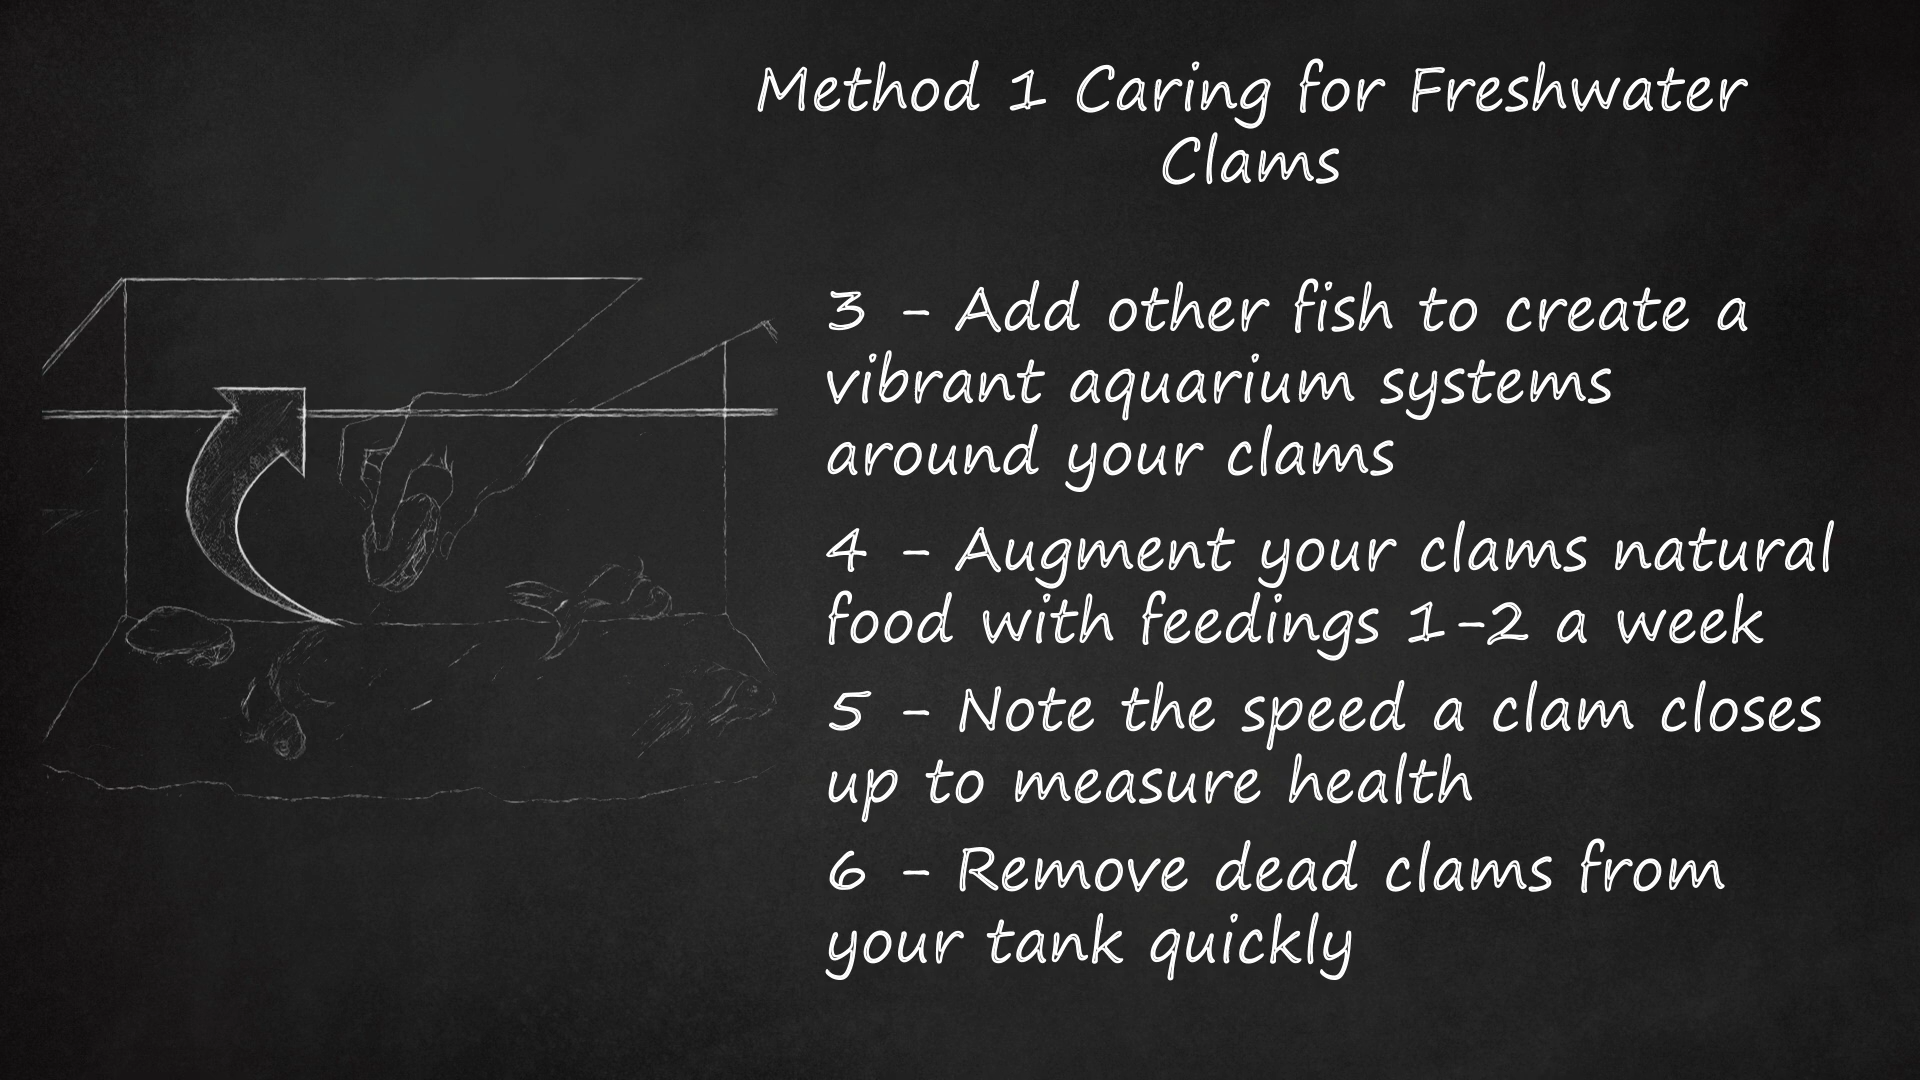 Method 1 Caring for Freshwater
Clams
3 - Add other fish to create a
vibrant aquarium systems
around your clams
4 - Augment your clams natural
food with feedings 1-2 a week
5 - Note the speed a clam closes
up to measure health
6 - Remove dead clams from
your tank quickly